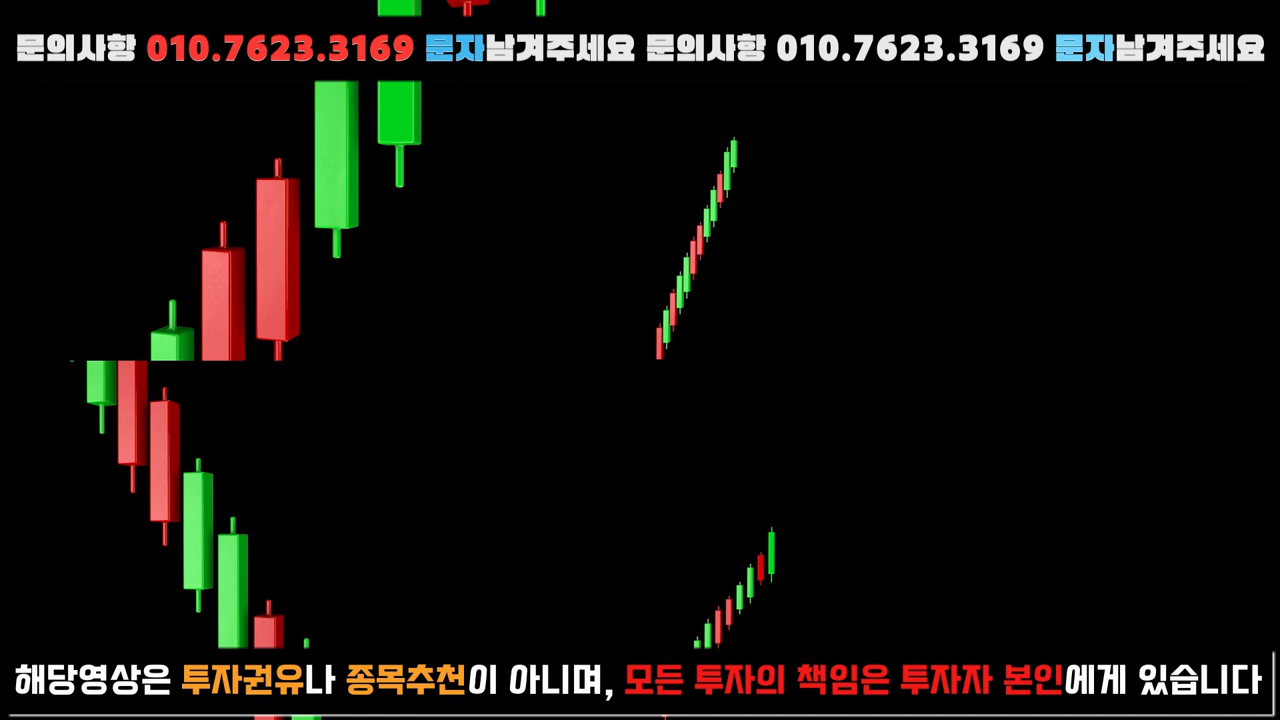 문의사항 010.7623.3169 문자남겨주세요 문의사항 010.7623.3169 문자남겨주세요
해당영상은 투자권유나 종목추천이 아니며, 모든 투자의 책임은 투자자 본인에게 있습니다